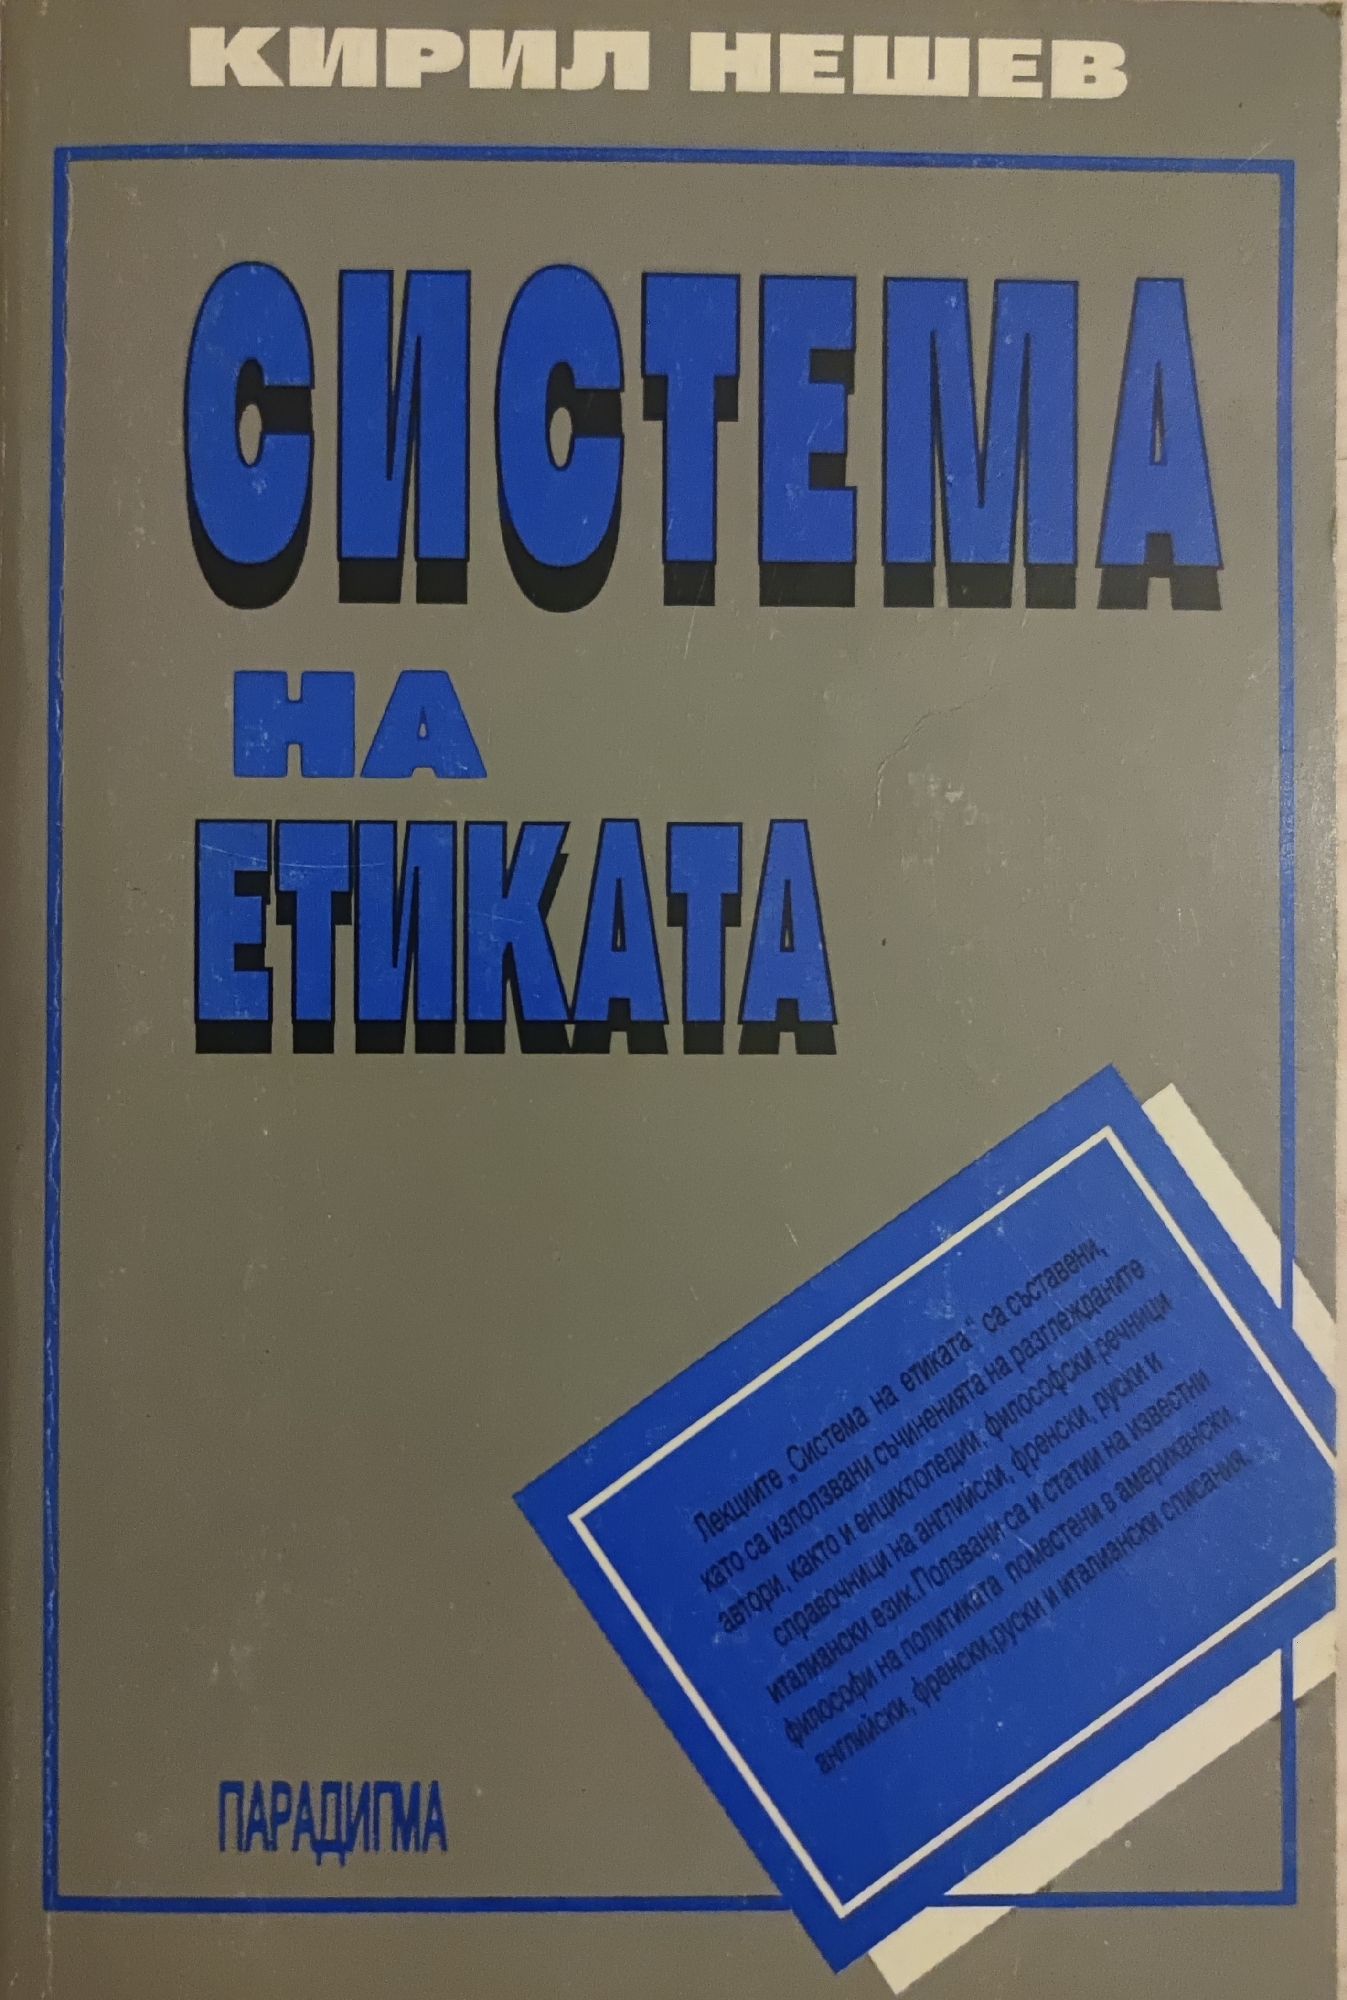 КИРИЛ НЕШЕВ
СИСТЕМА
НА
ЕТИКАТА
Лекциите „Система на етиката“ са съставени,
като са използвани съчиненията на разглежданите
автори, както и енциклопедии, философски речници
справочници на английски, френски, руски и
италиански език.Ползвани са и статии на известни
философи на политиката поместени в американски,
английски, френски,руски и италиански списания.
ПАРАДИГМА